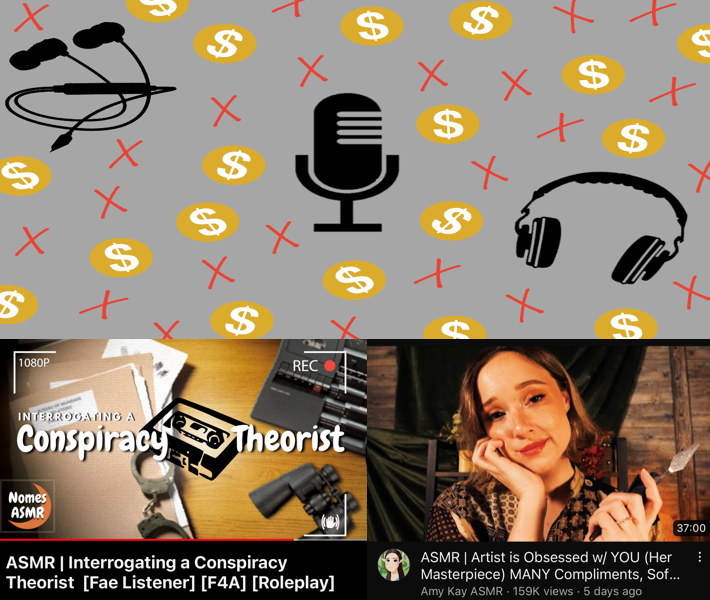 1080P
REC
INTERROGATING A
Conspiracy Theorist
Nomes
ASMR
37:00
ASMR | Interrogating a Conspiracy
Theorist [Fae Listener] [F4A] [Roleplay]
ASMR | Artist is Obsessed w/ YOU (Her
Masterpiece) MANY Compliments, Sof...
Amy Kay ASMR · 159K views · 5 days ago